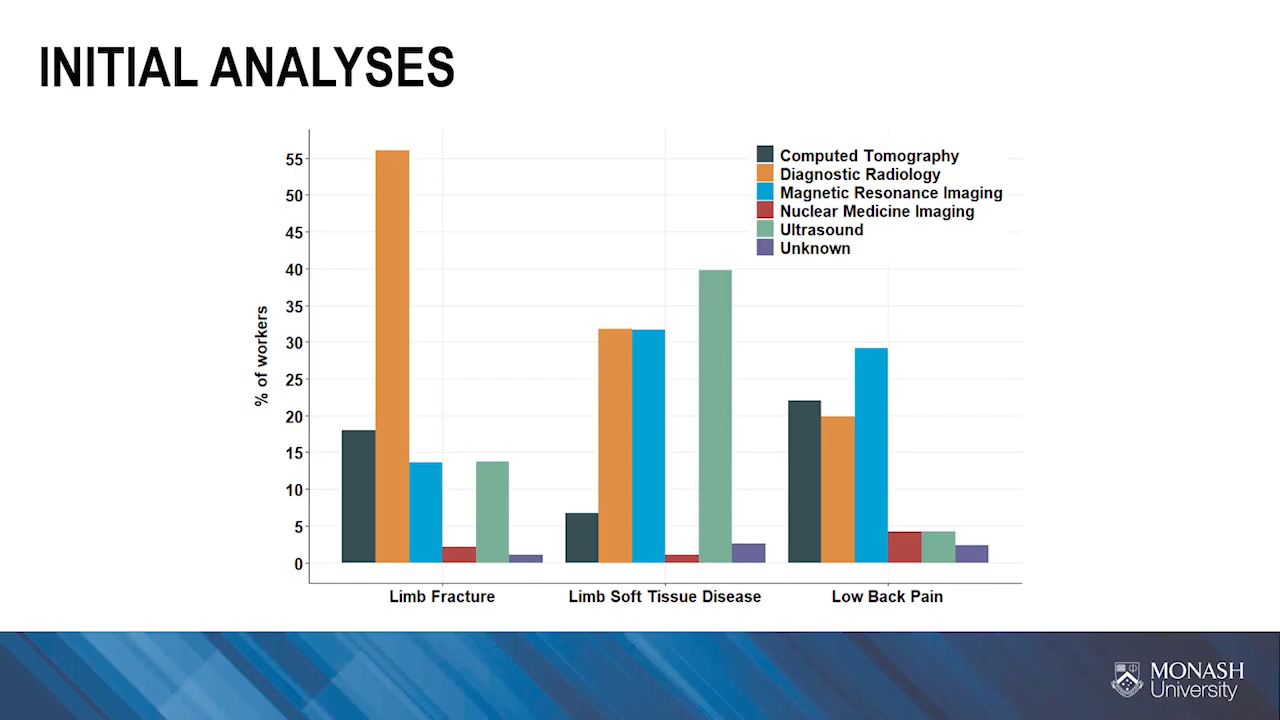 INITIAL ANALYSES
Computed Tomography
Diagnostic Radiology
Magnetic Resonance Imaging
Nuclear Medicine Imaging
Ultrasound
Unknown
% of workers
55
50
45
40
35
30
25
20
15
10
5
0
Limb Fracture
Limb Soft Tissue Disease
Low Back Pain
MONASH
University